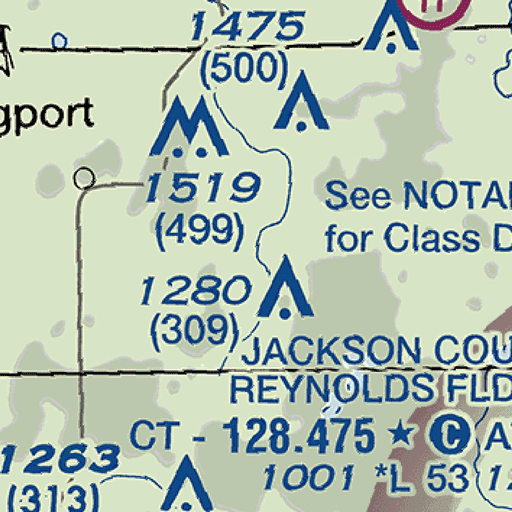 1475
(500)
gport
1519
(499)
See NOTA
for Class D
1280
(309)
JACKSON COU
REYNOLDS FLD
CT - 128.475 ★ C A
1263
(313)
1001 *L 53